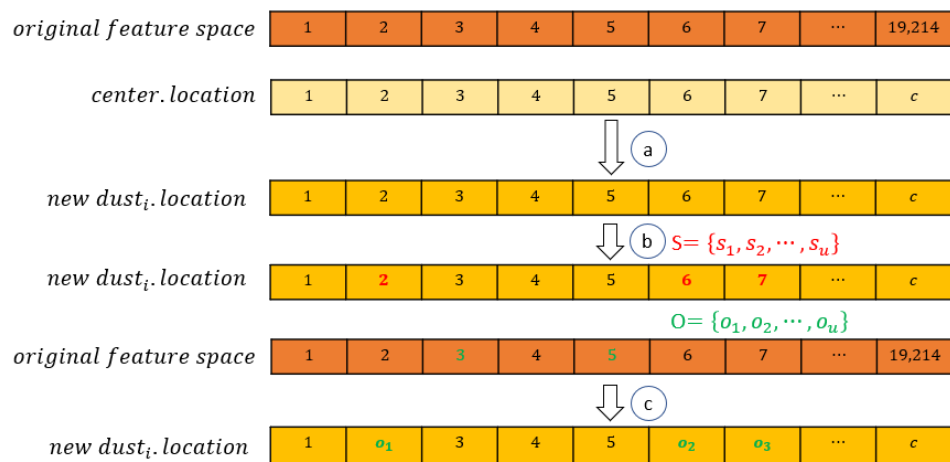 original feature space 1 2 3 4 5 6 7 ⋯ 19,214
center.location 1 2 3 4 5 6 7 ⋯ c
a
new dust_i.location 1 2 3 4 5 6 7 ⋯ c
b S= {s_1, s_2, ⋯, s_u}
new dust_i.location 1 2 3 4 5 6 7 ⋯ c
O= {o_1, o_2, ⋯, o_u}
original feature space 1 2 3 4 5 6 7 ⋯ 19,214
c
new dust_i.location 1 o_1 3 4 5 o_2 o_3 ⋯ c